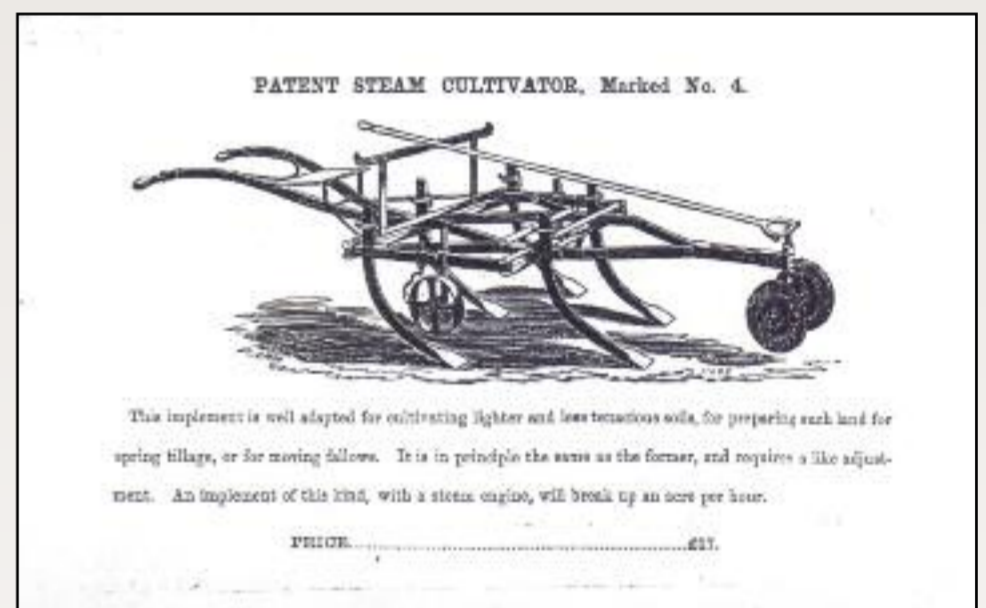 PATENT STEAM CULTIVATOR, Marked No. 4.
This implement is well adapted for cultivating lighter and less tenacious soils, for preparing such land for
spring tillage, or for moving fallows. It is in principle the same as the former, and requires a like adjust-
ment. An implement of this kind, with a steam engine, will break up an acre per hour.
PRICE........................................£17.